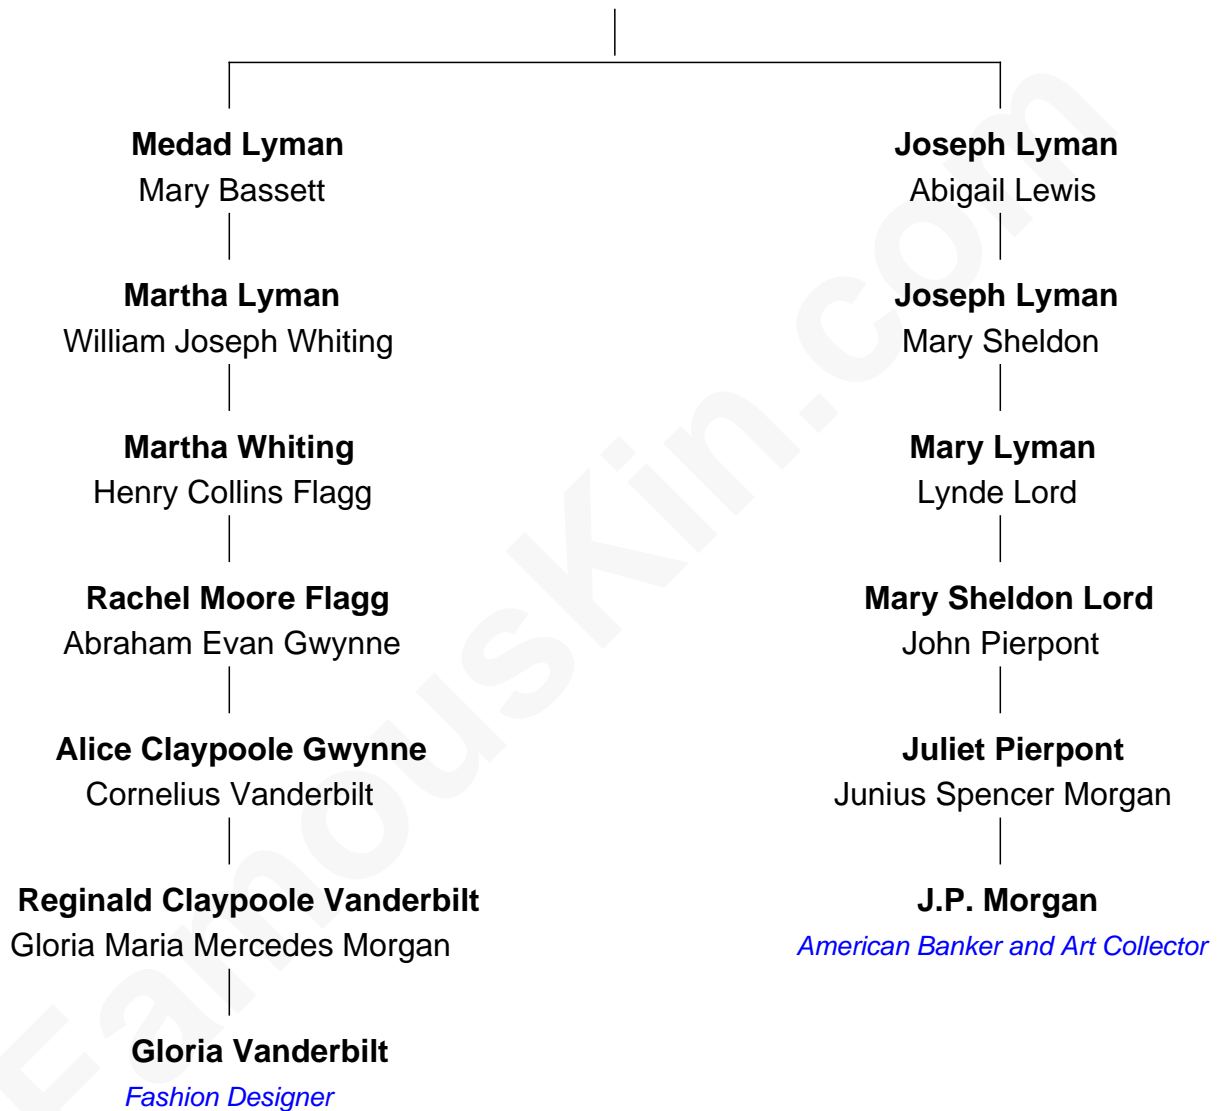 Medad Lyman
Mary Bassett
Martha Lyman
William Joseph Whiting
Martha Whiting
Henry Collins Flagg
Rachel Moore Flagg
Abraham Evan Gwynne
Alice Claypoole Gwynne
Cornelius Vanderbilt
Reginald Claypoole Vanderbilt
Gloria Maria Mercedes Morgan
Gloria Vanderbilt
Fashion Designer
Joseph Lyman
Abigail Lewis
Joseph Lyman
Mary Sheldon
Mary Lyman
Lynde Lord
Mary Sheldon Lord
John Pierpont
Juliet Pierpont
Junius Spencer Morgan
J.P. Morgan
American Banker and Art Collector
FamousKin.com